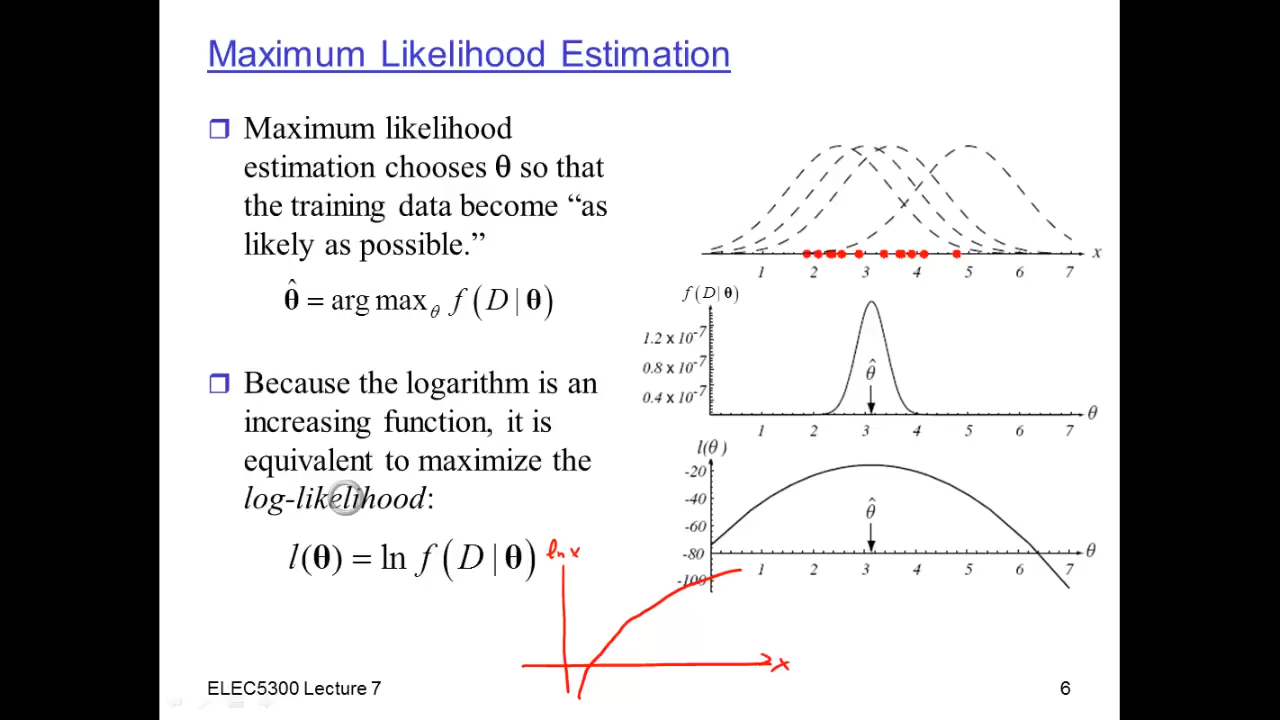 Maximum Likelihood Estimation
Maximum likelihood
estimation chooses θ so that
the training data become “as
likely as possible.”
θ̂ = arg max_θ f(D | θ)
Because the logarithm is an
increasing function, it is
equivalent to maximize the
log-likelihood:
l(θ) = ln f(D | θ)
x
1 2 3 4 5 6 7
f(D | θ)
1.2 x 10⁻⁷
0.8 x 10⁻⁷
0.4 x 10⁻⁷
θ̂
θ
1 2 3 4 5 6 7
l(θ )
-20
-40
-60
-80
-100
θ̂
θ
1 2 3 4 5 6 7
ln x
x
ELEC5300 Lecture 7
6